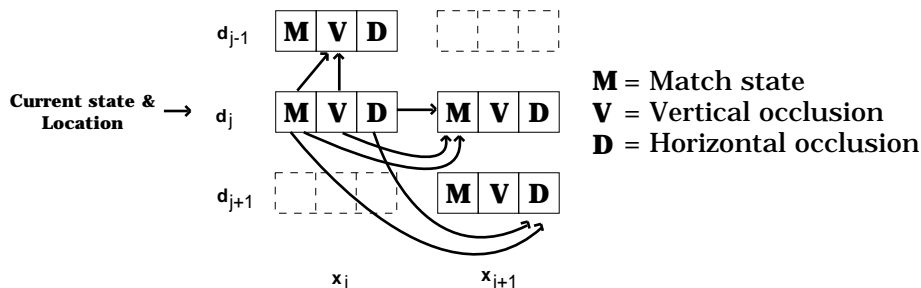 d j-1 M V D
Current state &
Location
d j M V D M V D
d j+1 M V D
x i x i+1
M = Match state
V = Vertical occlusion
D = Horizontal occlusion